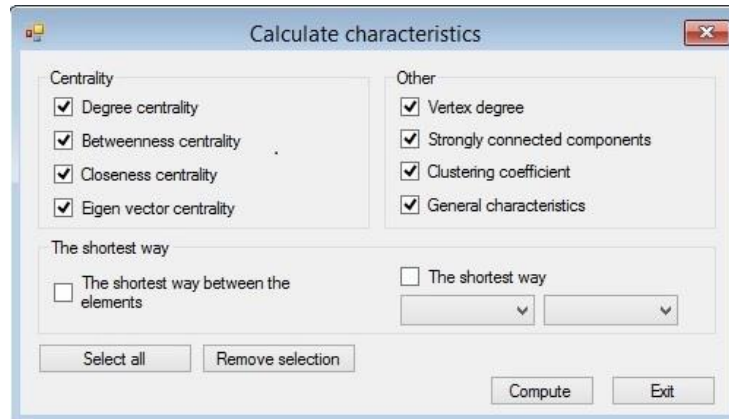 Calculate characteristics
Centrality
Degree centrality
Betweenness centrality
Closeness centrality
Eigen vector centrality
Other
Vertex degree
Strongly connected components
Clustering coefficient
General characteristics
The shortest way
The shortest way between the
elements
The shortest way
Select all
Remove selection
Compute
Exit